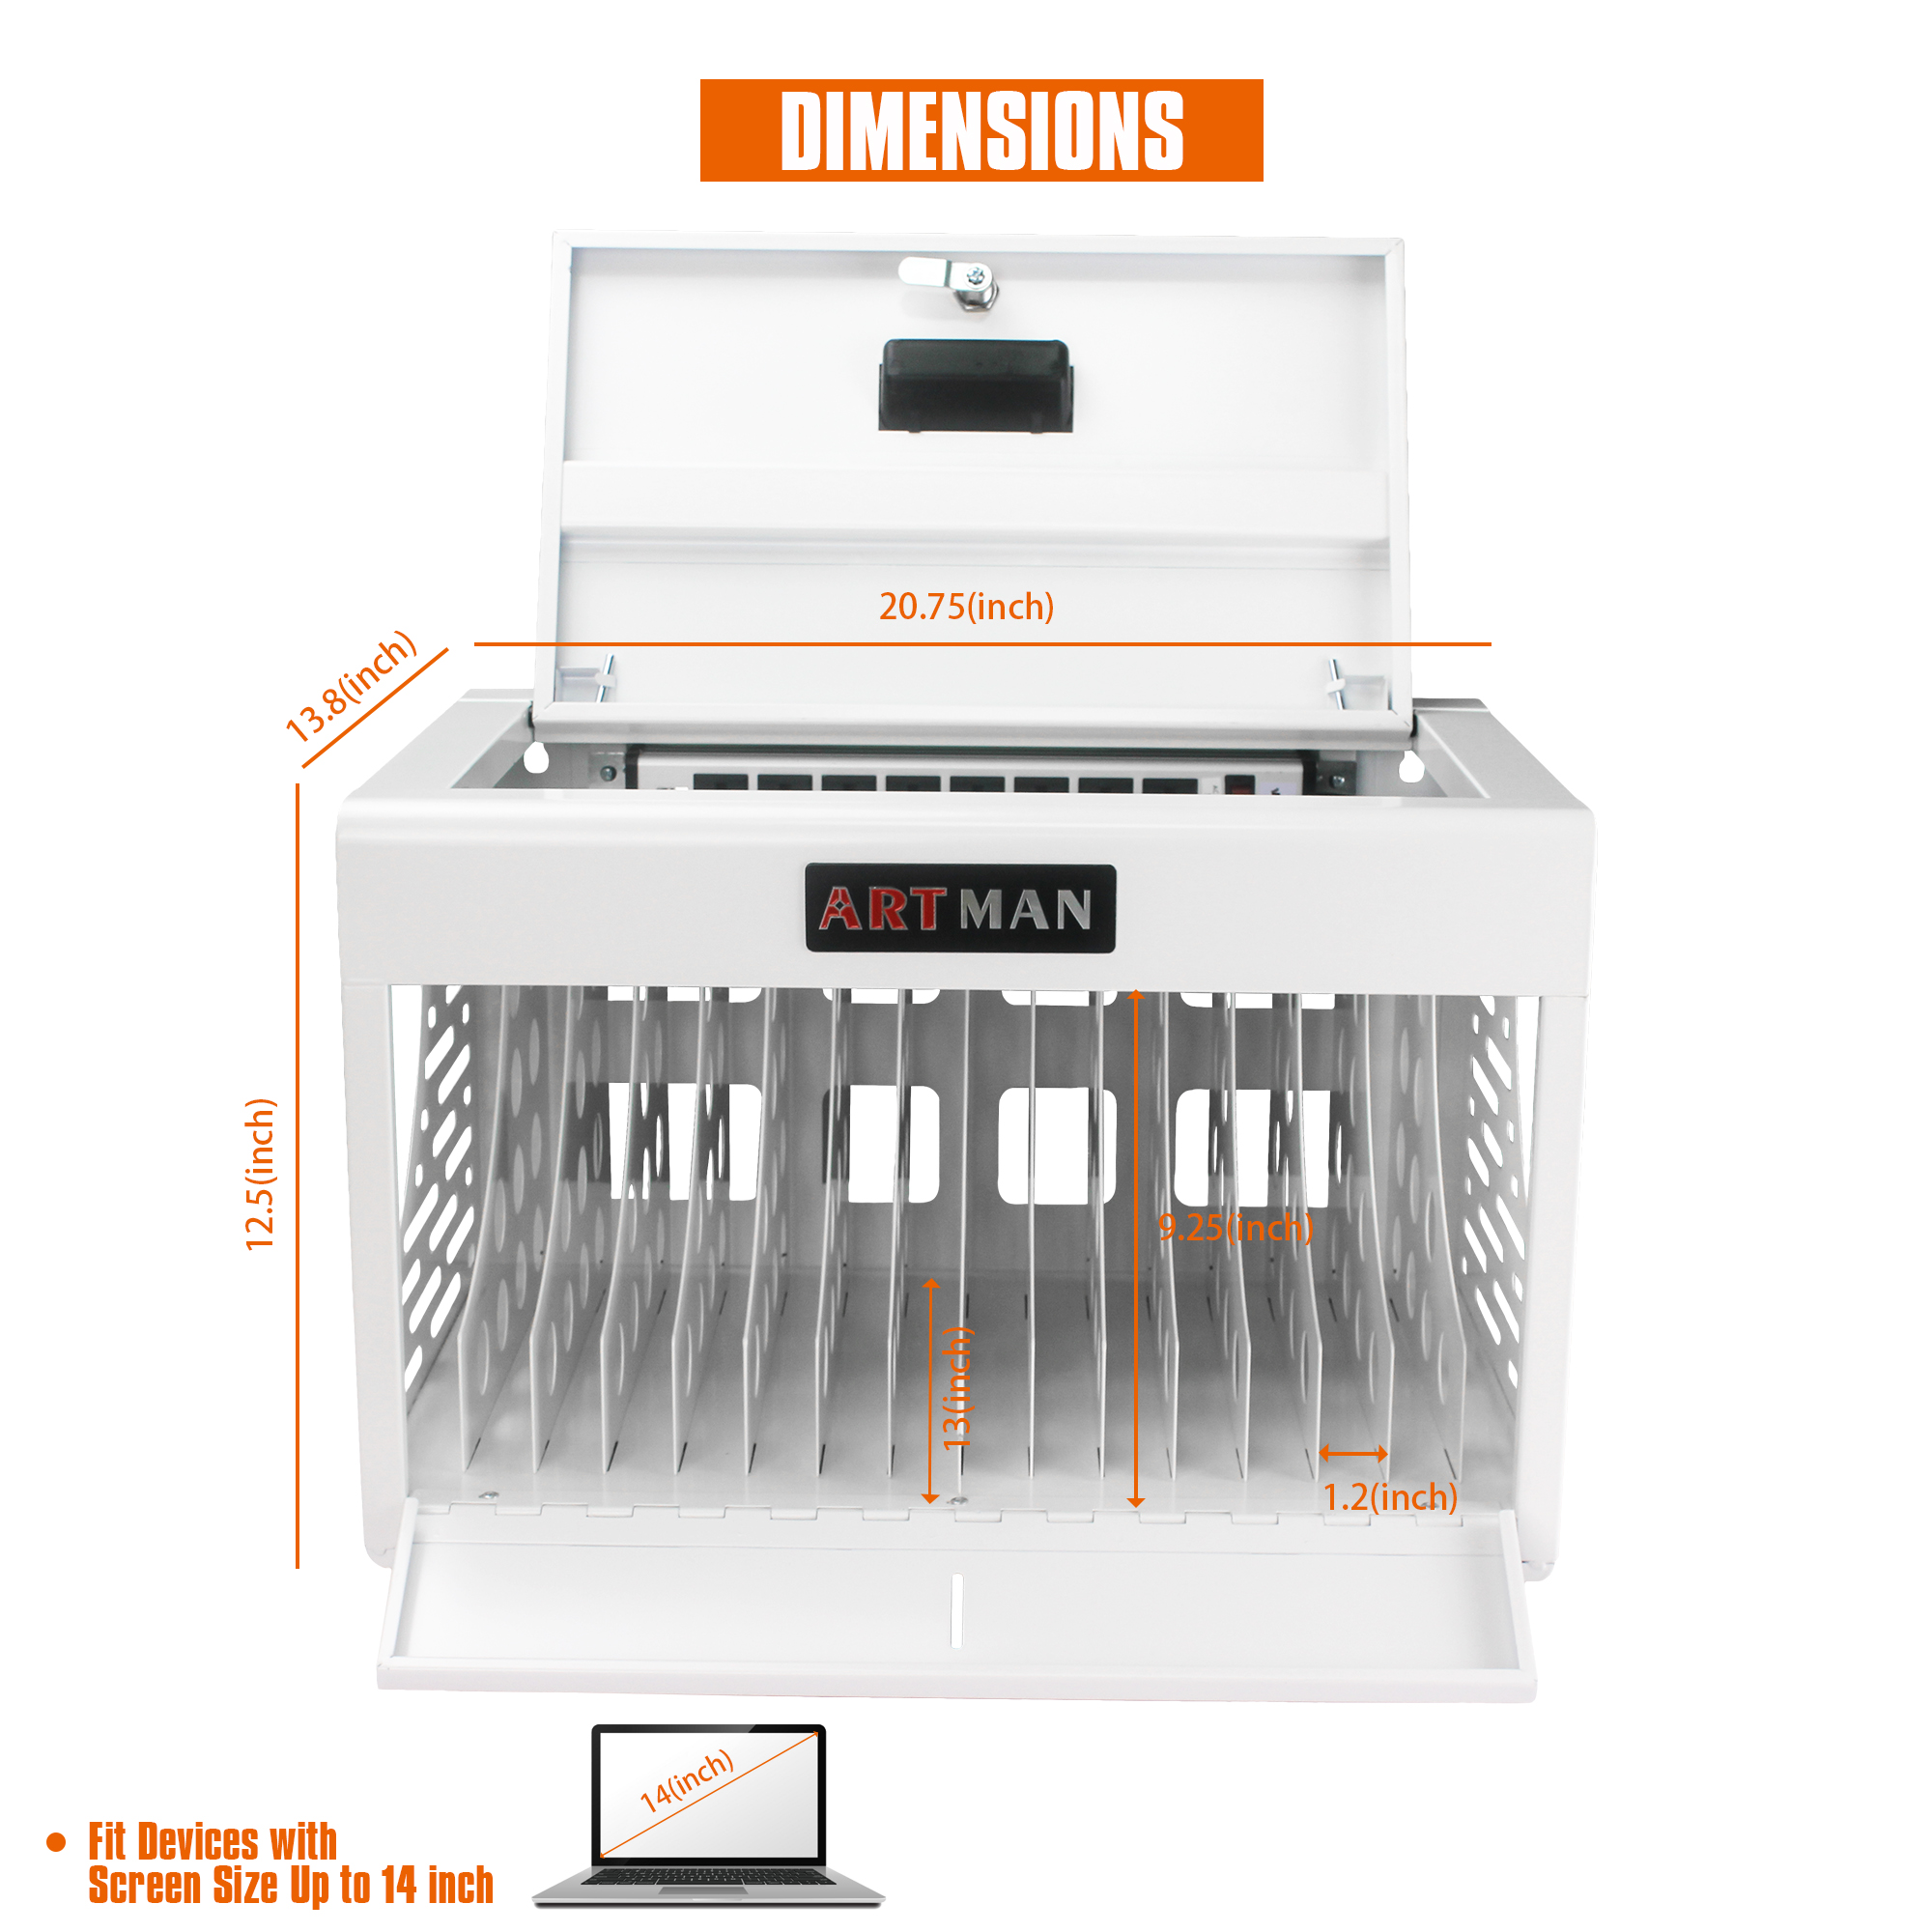 DIMENSIONS
20.75(inch)
13.8(inch)
ARTMAN
12.5(inch)
9.25(inch)
13(inch)
1.2(inch)
14(inch)
Fit Devices with
Screen Size Up to 14 inch